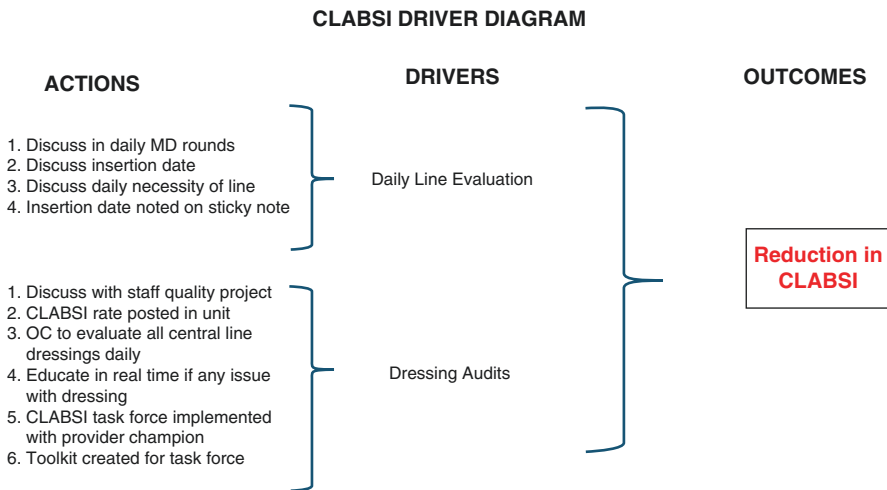 CLABSI DRIVER DIAGRAM
ACTIONS
DRIVERS
OUTCOMES
1. Discuss in daily MD rounds
2. Discuss insertion date
3. Discuss daily necessity of line
4. Insertion date noted on sticky note
Daily Line Evaluation
1. Discuss with staff quality project
2. CLABSI rate posted in unit
3. OC to evaluate all central line
dressings daily
4. Educate in real time if any issue
with dressing
5. CLABSI task force implemented
with provider champion
6. Toolkit created for task force
Dressing Audits
Reduction in
CLABSI